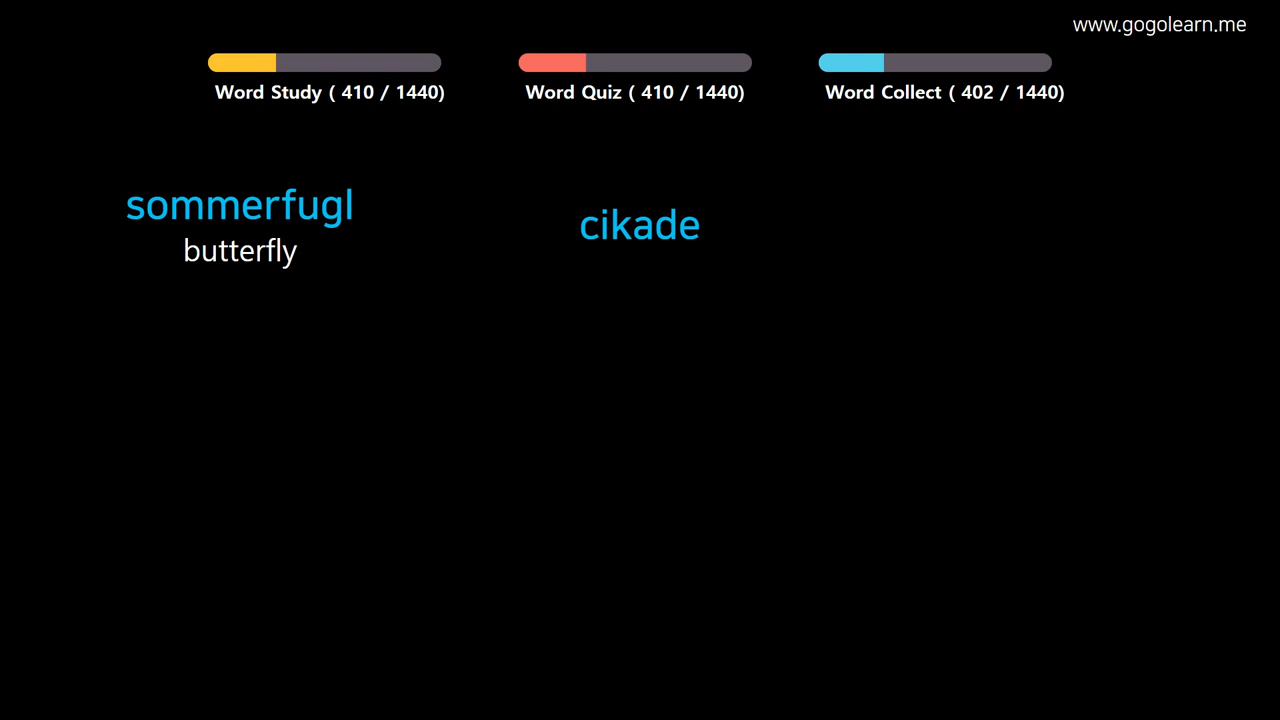 www.gogolearn.me
Word Study ( 410 / 1440)
Word Quiz ( 410 / 1440)
Word Collect ( 402 / 1440)
sommerfugl
butterfly
cikade